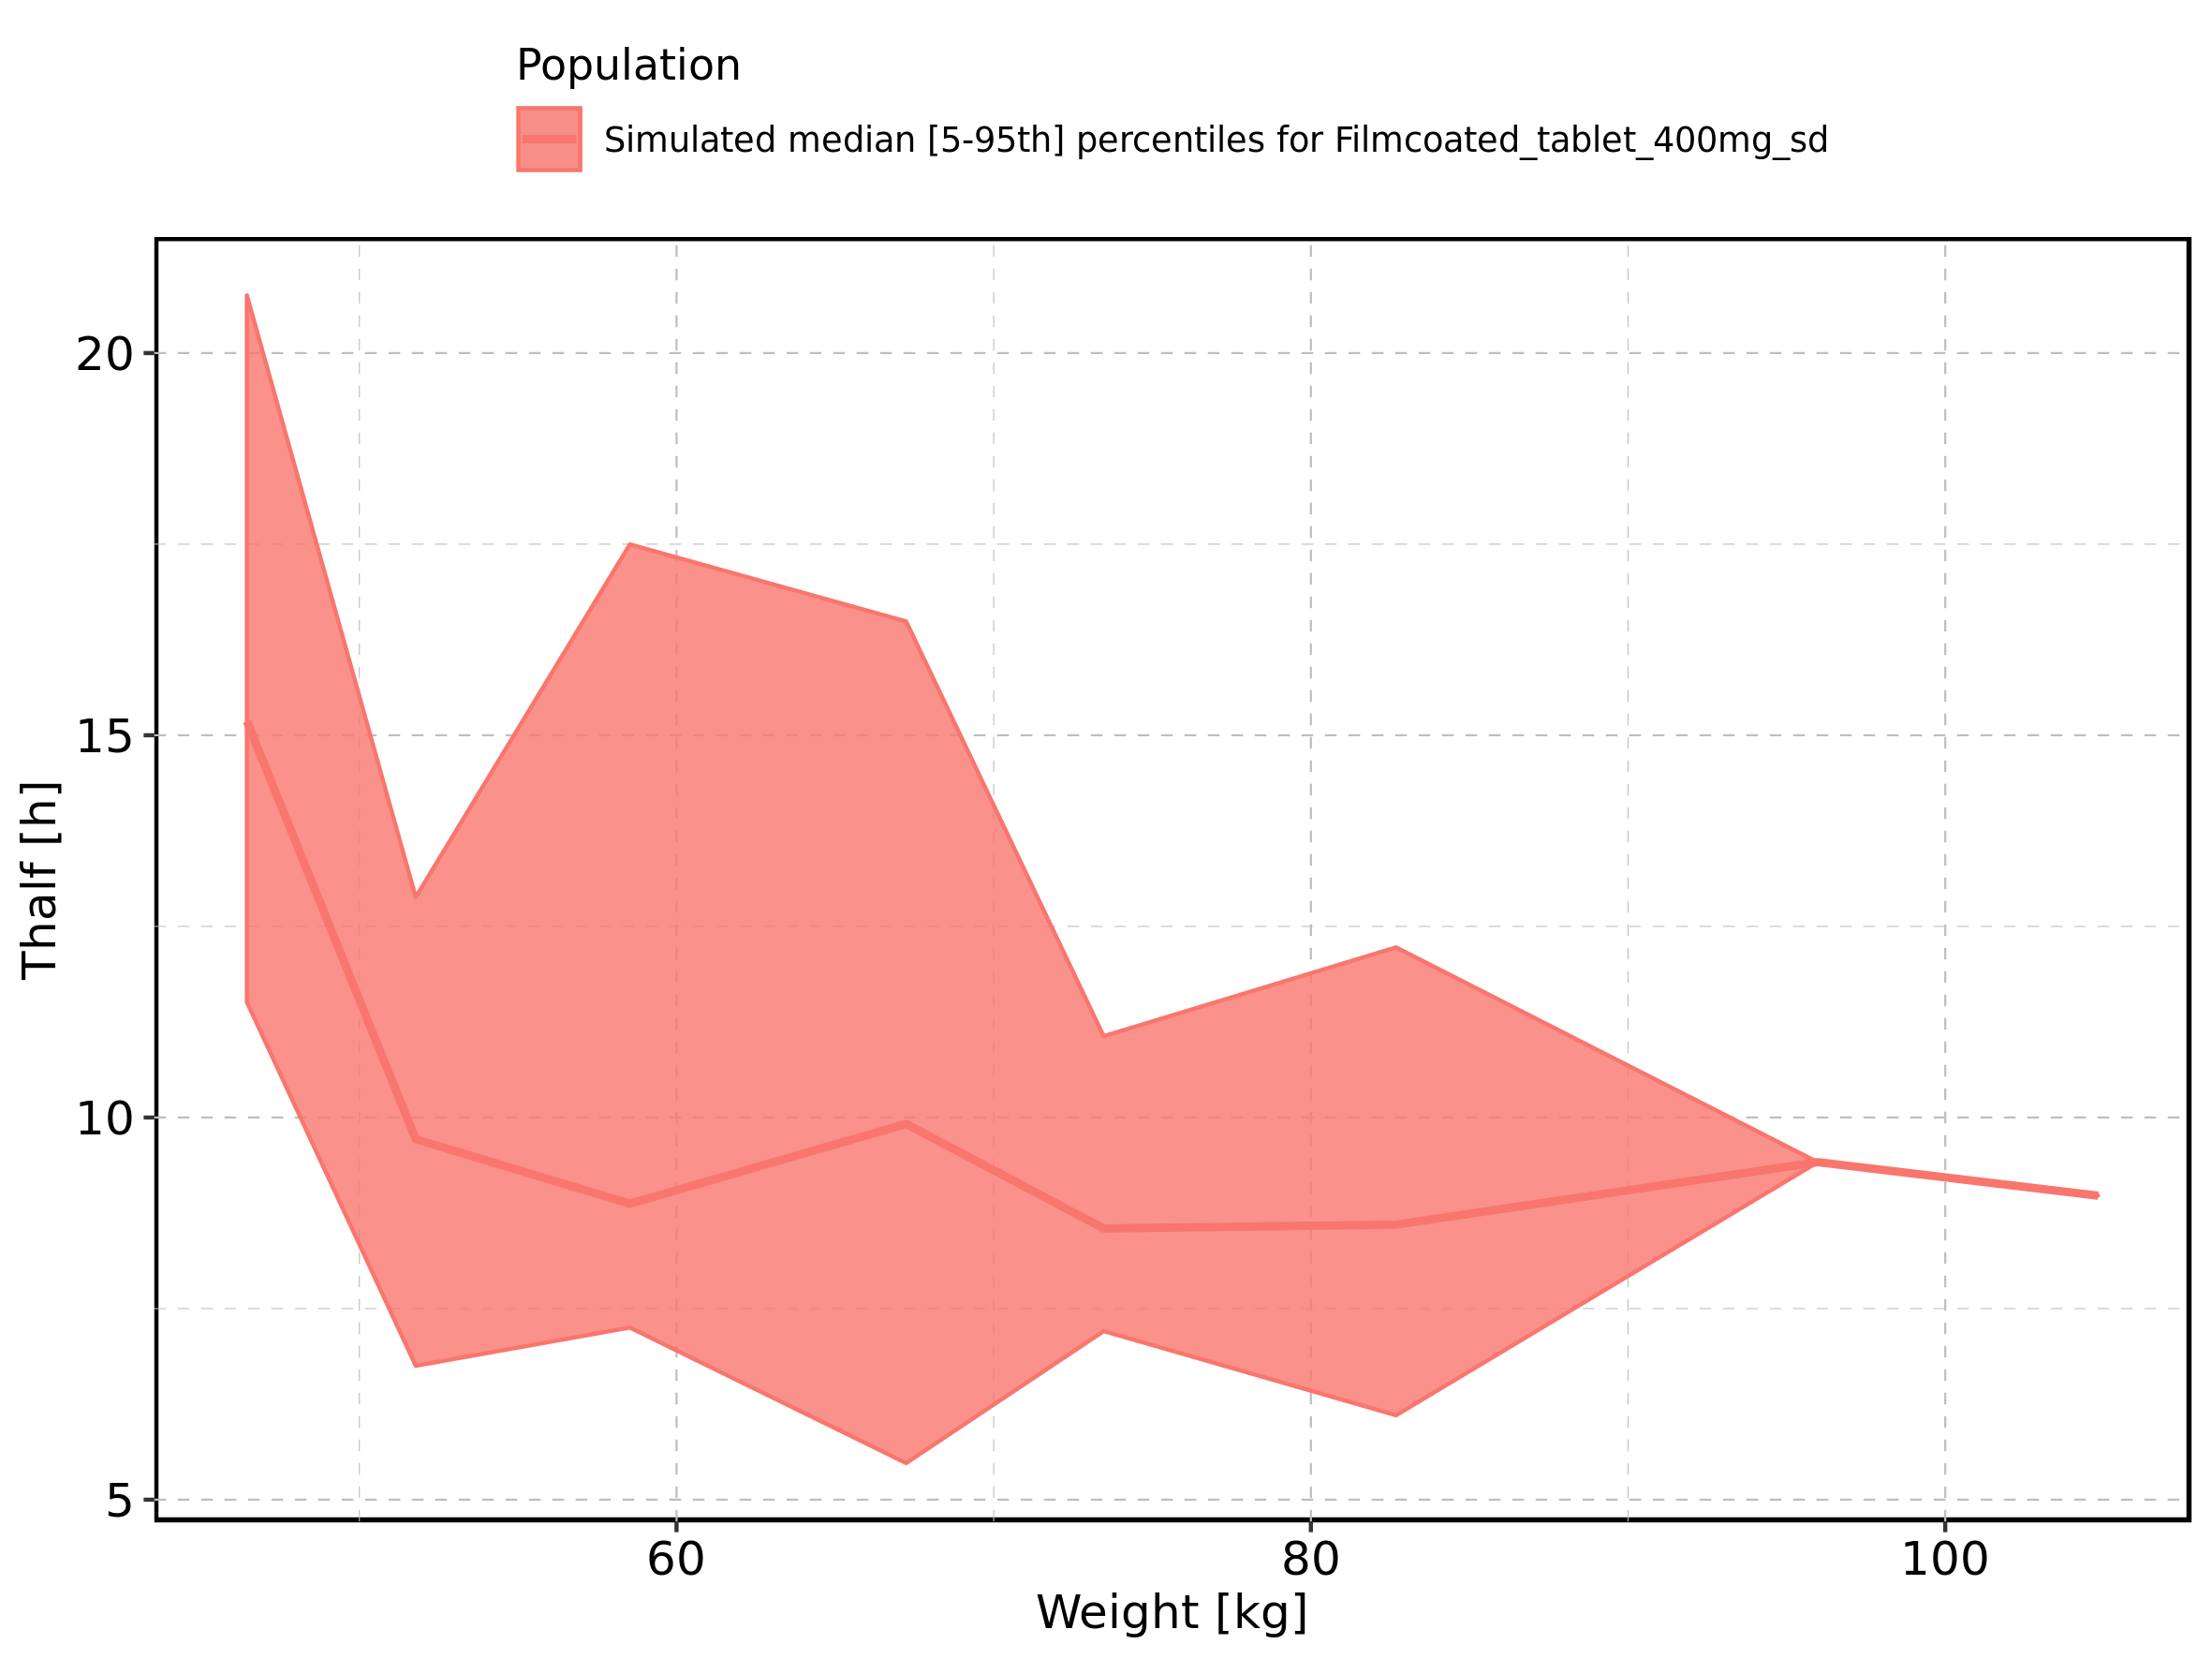 Population
Simulated median [5-95th] percentiles for Filmcoated_tablet_400mg_sd
20
15
10
5
Thalf [h]
60 80 100
Weight [kg]